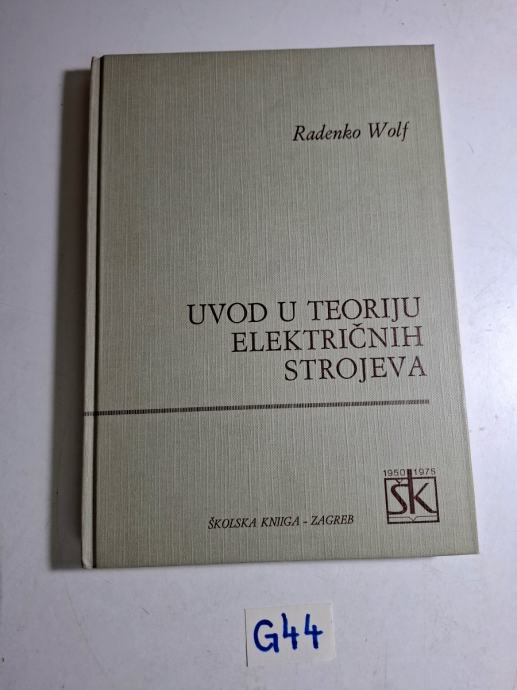 Radenko Wolf
UVOD U TEORIJU
ELEKTRIČNIH
STROJEVA
1950 1975
ŠK
ŠKOLSKA KNJIGA - ZAGREB
G44